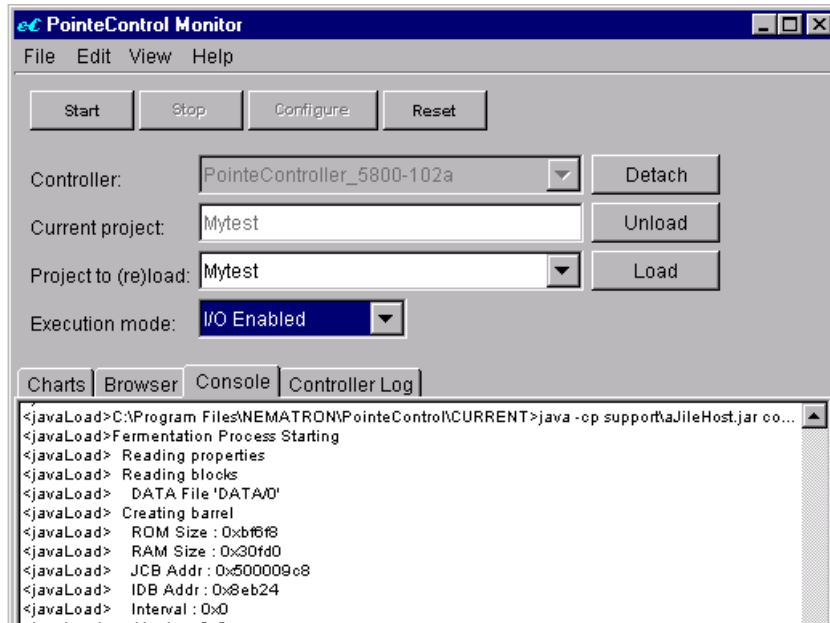 eC PointeControl Monitor
File Edit View Help
Start Stop Configure Reset
Controller: PointeController_5800-102a Detach
Current project: Mytest Unload
Project to (re)load: Mytest Load
Execution mode: I/O Enabled
Charts Browser Console Controller Log
<javaLoad>C:\Program Files\NEMATRON\PointeControl\CURRENT>java -cp support\aJileHost.jar co...
<javaLoad>Fermentation Process Starting
<javaLoad> Reading properties
<javaLoad> Reading blocks
<javaLoad> DATA File 'DATA/0'
<javaLoad> Creating barrel
<javaLoad> ROM Size : 0xbf6f8
<javaLoad> RAM Size : 0x30fd0
<javaLoad> JCB Addr : 0x500009c8
<javaLoad> IDB Addr : 0x8eb24
<javaLoad> Interval : 0x0